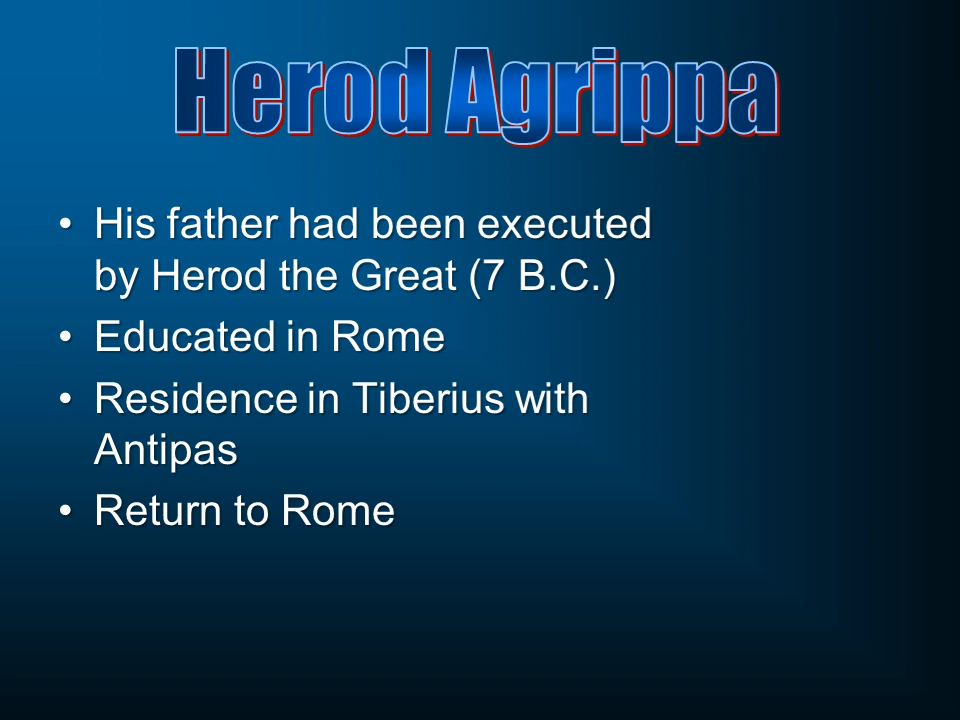 Herod Agrippa
• His father had been executed
by Herod the Great (7 B.C.)
• Educated in Rome
• Residence in Tiberius with
Antipas
• Return to Rome